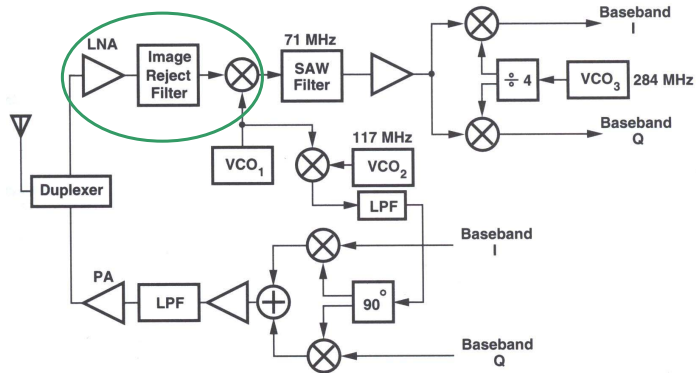 LNA
Image
Reject
Filter
71 MHz
SAW
Filter
Baseband
I
÷ 4
VCO3
284 MHz
Baseband
Q
VCO1
117 MHz
VCO2
LPF
Duplexer
Baseband
I
PA
LPF
90°
Baseband
Q